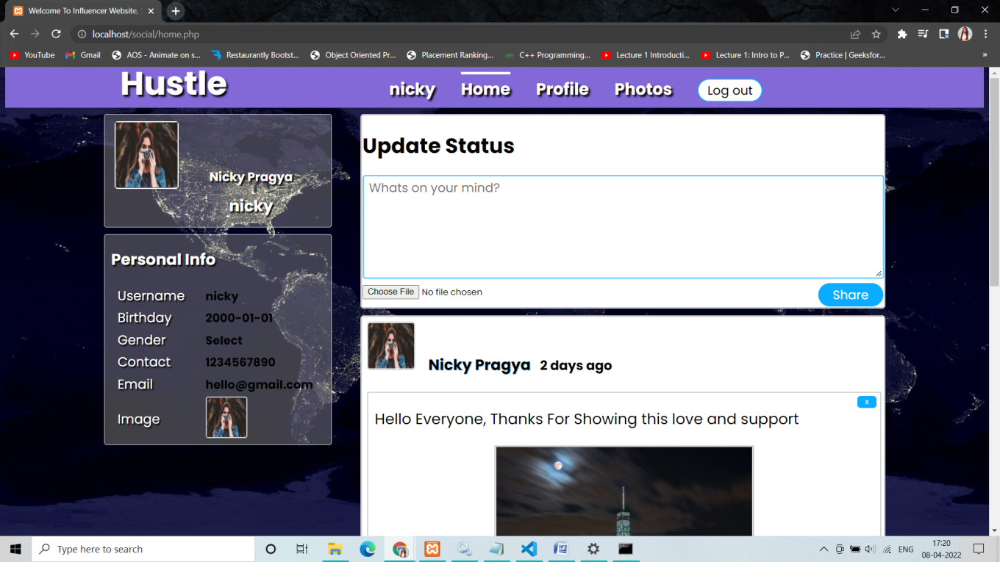 Welcome To Influencer Website,
localhost/social/home.php
YouTube Gmail AOS - Animate on s... Restaurantly Bootst... Object Oriented Pr... Placement Ranking... C++ Programming... Lecture 1 Introducti... Lecture 1: Intro to P... Practice | Geeksfor... »
Hustle nicky Home Profile Photos Log out
Nicky Pragya
nicky
Personal Info
Username nicky
Birthday 2000-01-01
Gender Select
Contact 1234567890
Email hello@gmail.com
Image
Update Status
Whats on your mind?
Choose File No file chosen Share
Nicky Pragya 2 days ago
x
Hello Everyone, Thanks For Showing this love and support
Type here to search
ENG
17:20
08-04-2022